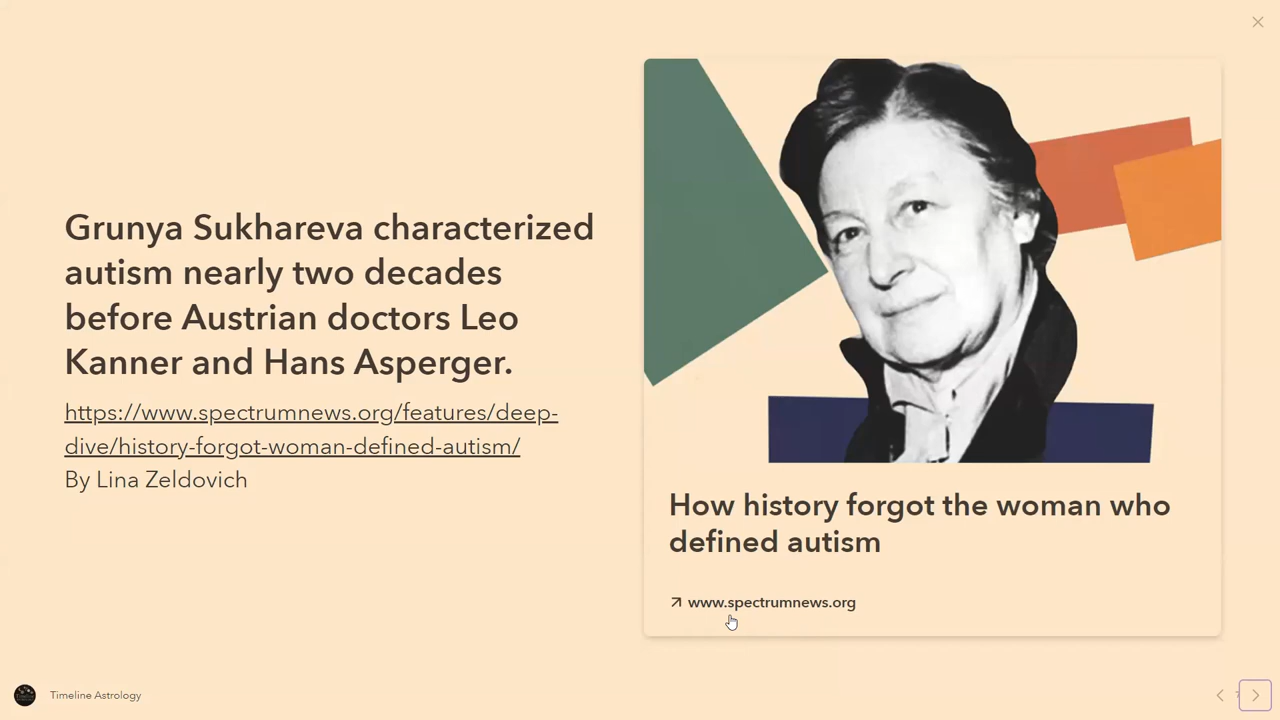 Grunya Sukhareva characterized
autism nearly two decades
before Austrian doctors Leo
Kanner and Hans Asperger.
https://www.spectrumnews.org/features/deep-
dive/history-forgot-woman-defined-autism/
By Lina Zeldovich
How history forgot the woman who
defined autism
www.spectrumnews.org
Timeline Astrology